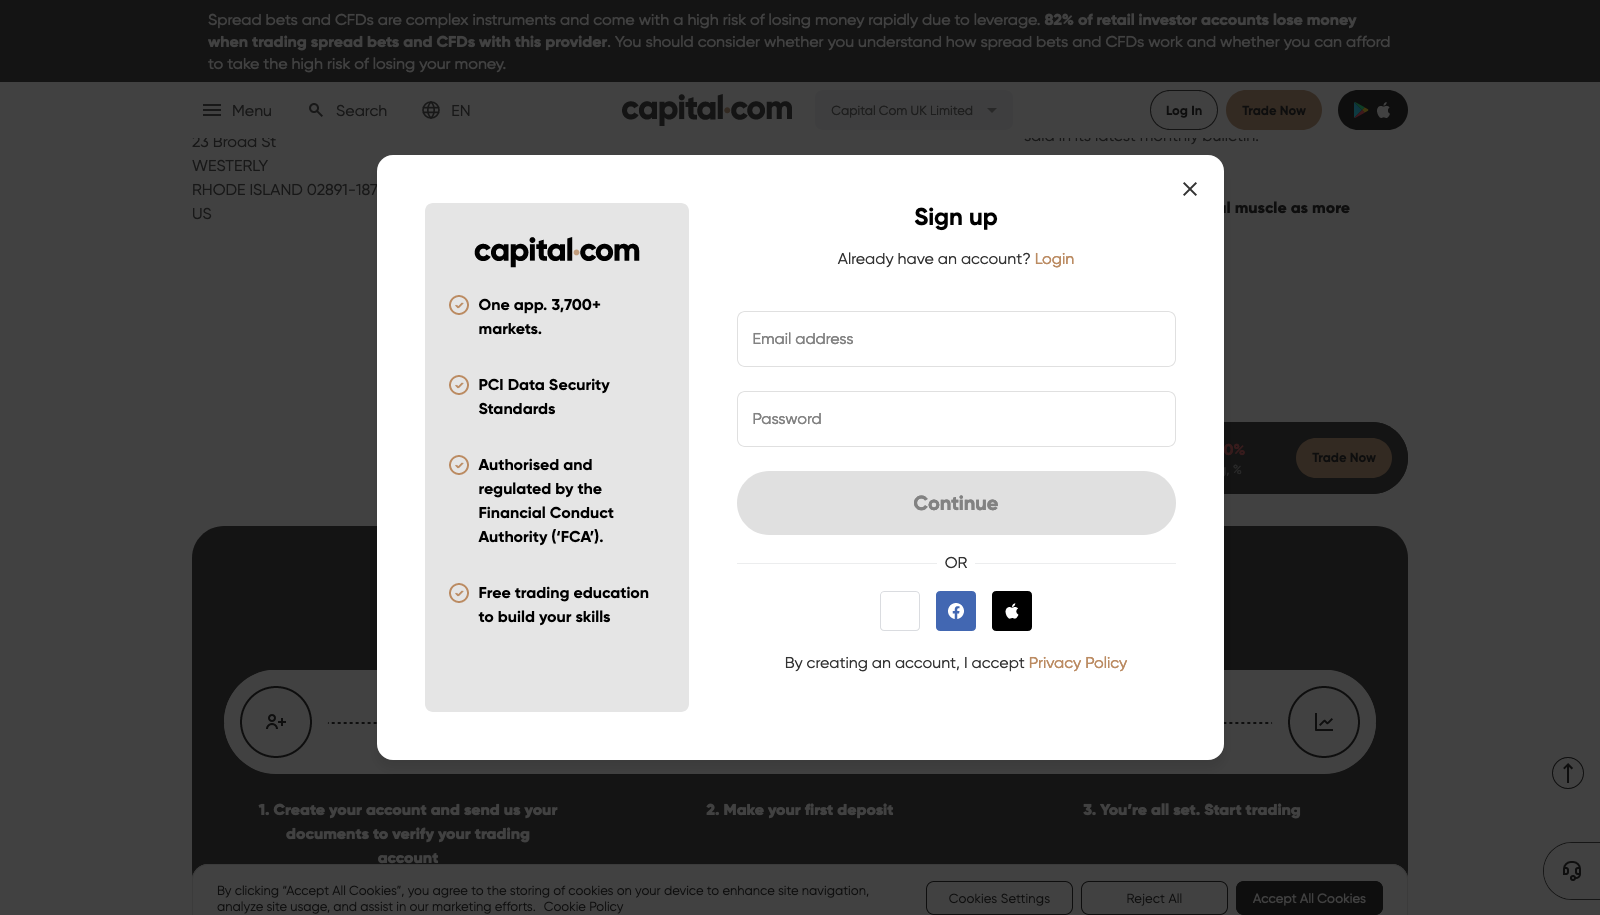 Spread bets and CFDs are complex instruments and come with a high risk of losing money rapidly due to leverage. 82% of retail investor accounts lose money
when trading spread bets and CFDs with this provider. You should consider whether you understand how spread bets and CFDs work and whether you can afford
to take the high risk of losing your money.
Menu
Search
EN
capital.com
Capital Com UK Limited
Log In
Trade Now
23 Broad St
WESTERLY
RHODE ISLAND 02891-187
US
said in its latest monthly bulletin.
muscle as more
Sign up
Already have an account? Login
capital.com
One app. 3,700+
markets.
PCI Data Security
Standards
Authorised and
regulated by the
Financial Conduct
Authority (‘FCA’).
Free trading education
to build your skills
Email address
Password
Continue
OR
By creating an account, I accept Privacy Policy
0%
%
Trade Now
1. Create your account and send us your
documents to verify your trading
account
2. Make your first deposit
3. You’re all set. Start trading
By clicking “Accept All Cookies”, you agree to the storing of cookies on your device to enhance site navigation,
analyze site usage, and assist in our marketing efforts. Cookie Policy
Cookies Settings
Reject All
Accept All Cookies